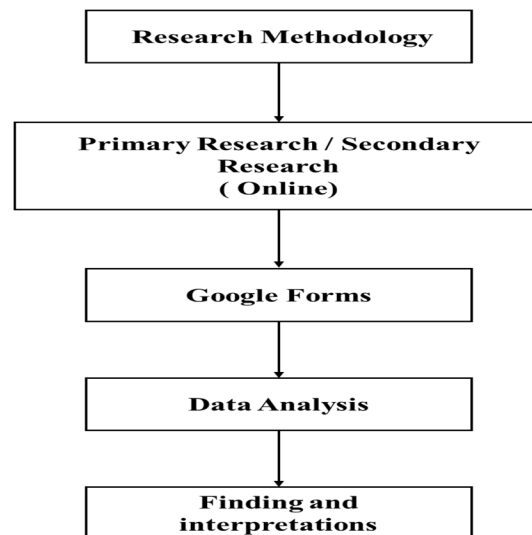 Research Methodology
Primary Research / Secondary
Research
( Online)
Google Forms
Data Analysis
Finding and
interpretations